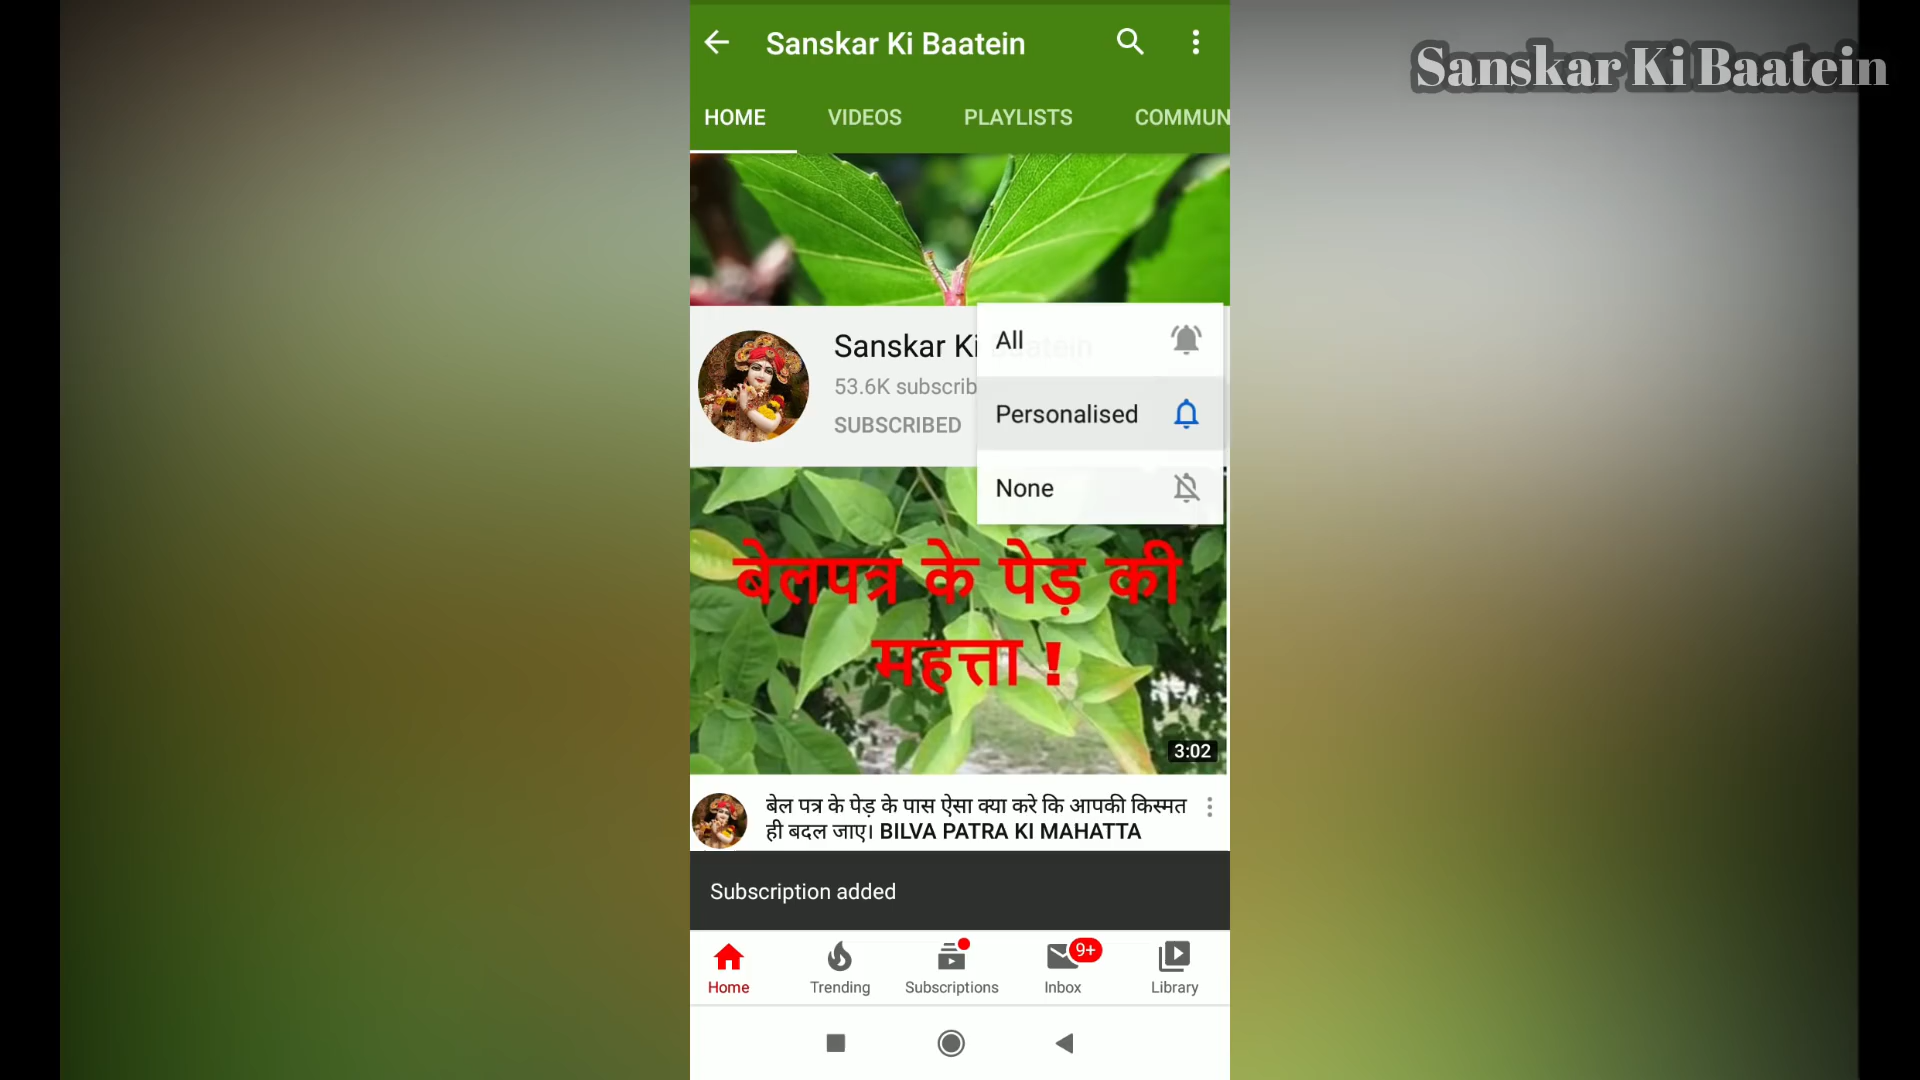 Sanskar Ki Baatein
Sanskar Ki Baatein
HOME VIDEOS PLAYLISTS COMMUN
Sanskar Ki Baatein
All
53.6K subscrib
Personalised
SUBSCRIBED
None
बेलपत्र के पेड़ की
महत्ता !
3:02
बेल पत्र के पेड़ के पास ऐसा क्या करे कि आपकी किस्मत
ही बदल जाए। BILVA PATRA KI MAHATTA
Subscription added
9+
Home Trending Subscriptions Inbox Library